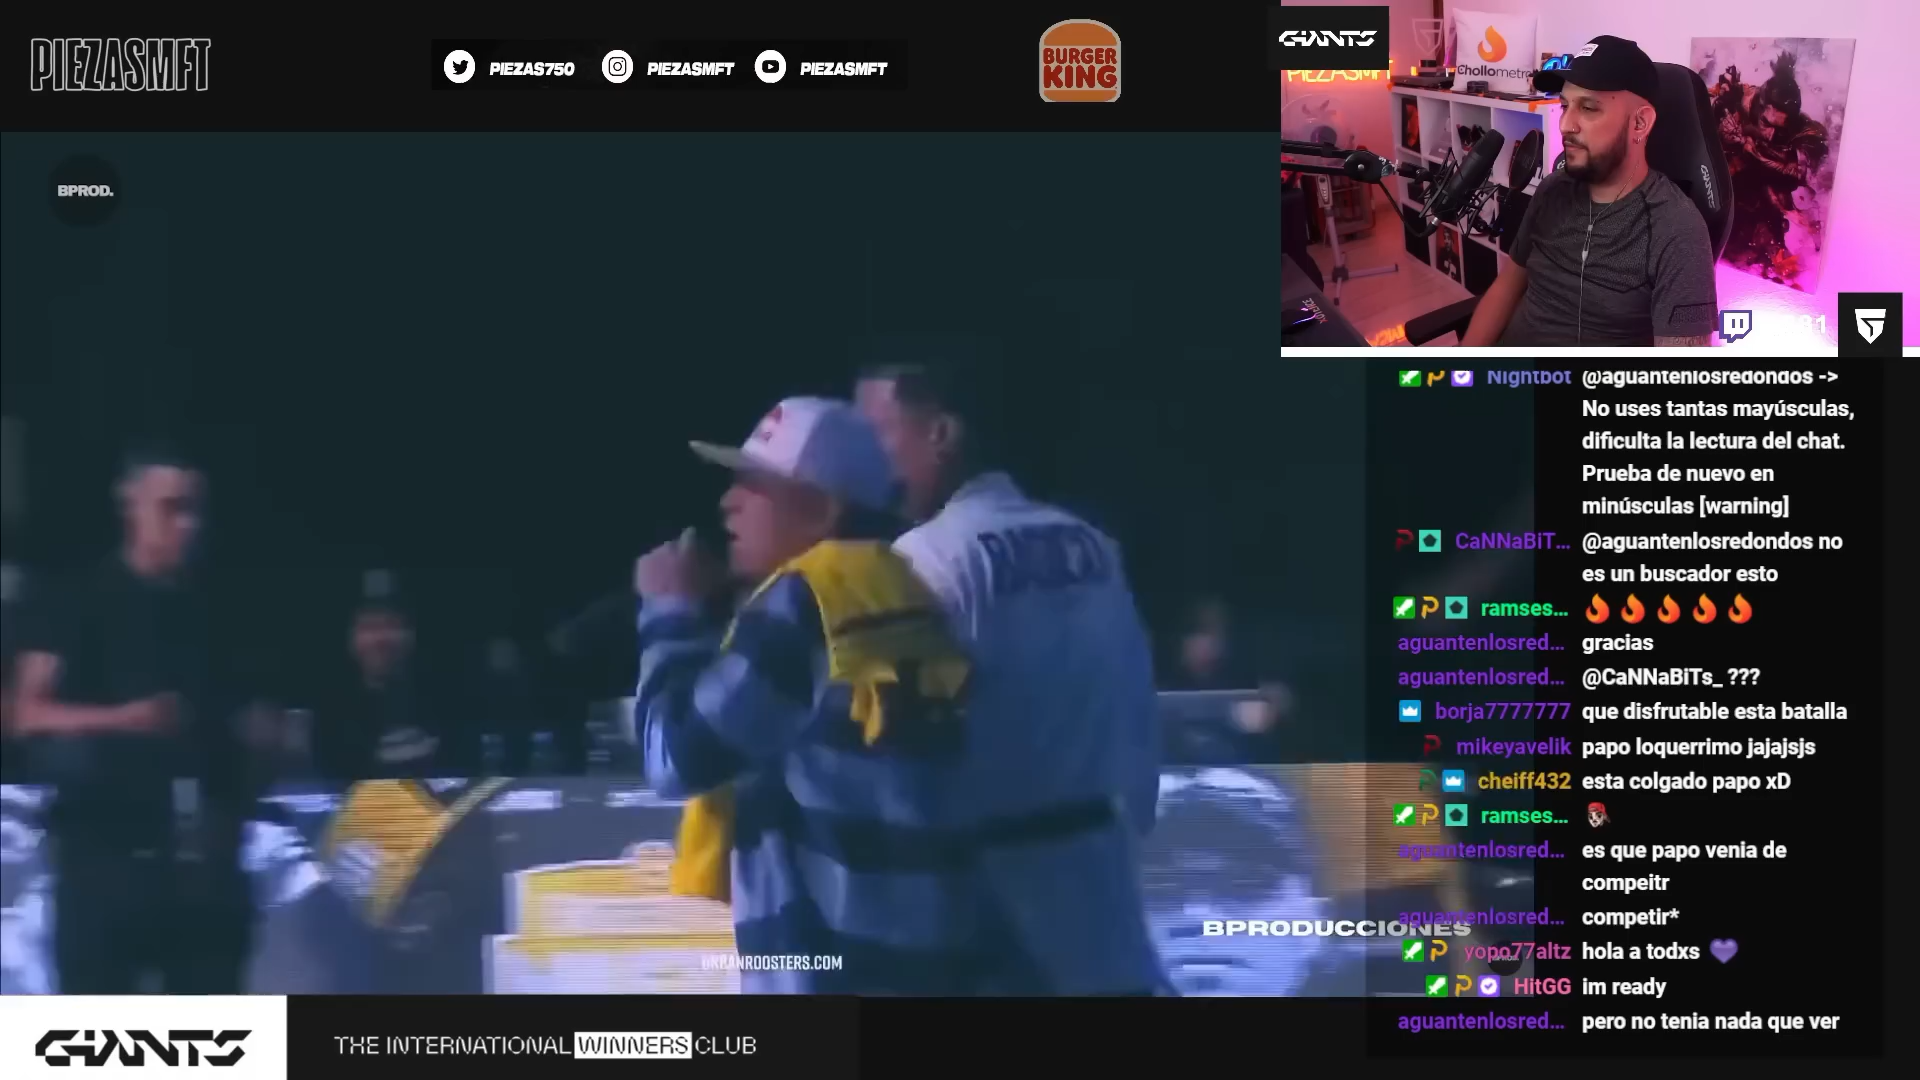 PIEZASMFT
PIEZAS750
PIEZASMFT
PIEZASMFT
BURGER
KING
GIANTS
PIEZASMFT
Chollometro
BPROD.
Nightbot @aguantenlosredondos ->
No uses tantas mayúsculas,
dificulta la lectura del chat.
Prueba de nuevo en
minúsculas [warning]
CaNNaBiT... @aguantenlosredondos no
es un buscador esto
ramses...
aguantenlosred... gracias
aguantenlosred... @CaNNaBiTs_ ???
borja7777777 que disfrutable esta batalla
mikeyavelik papo loquerrimo jajajsjs
cheiff432 esta colgado papo xD
ramses...
aguantenlosred... es que papo venia de
compeitr
aguantenlosred... competir*
yopo77altz hola a todxs
HitGG im ready
aguantenlosred... pero no tenia nada que ver
BPRODUCCIONES
URBANROOSTERS.COM
GIANTS
THE INTERNATIONAL WINNERS CLUB